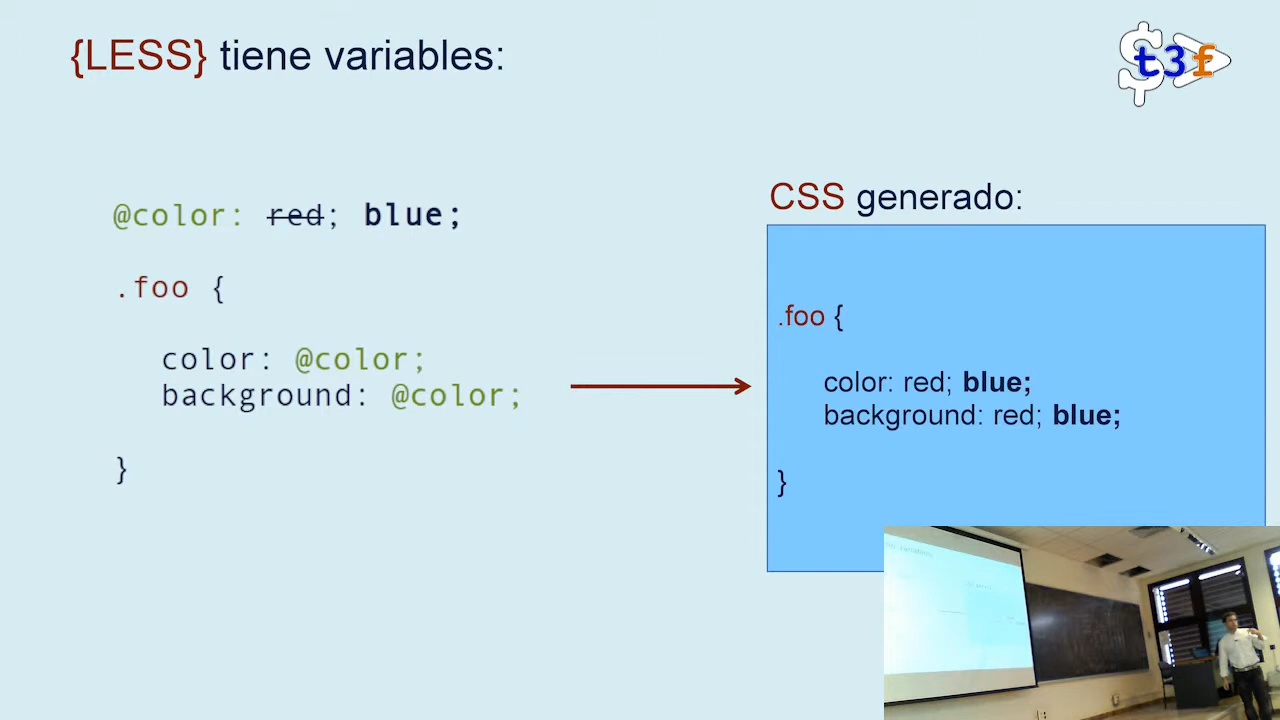 {LESS} tiene variables:
$t3f
@color: red; blue;
.foo {
color: @color;
background: @color;
}
CSS generado:
.foo {
color: red; blue;
background: red; blue;
}